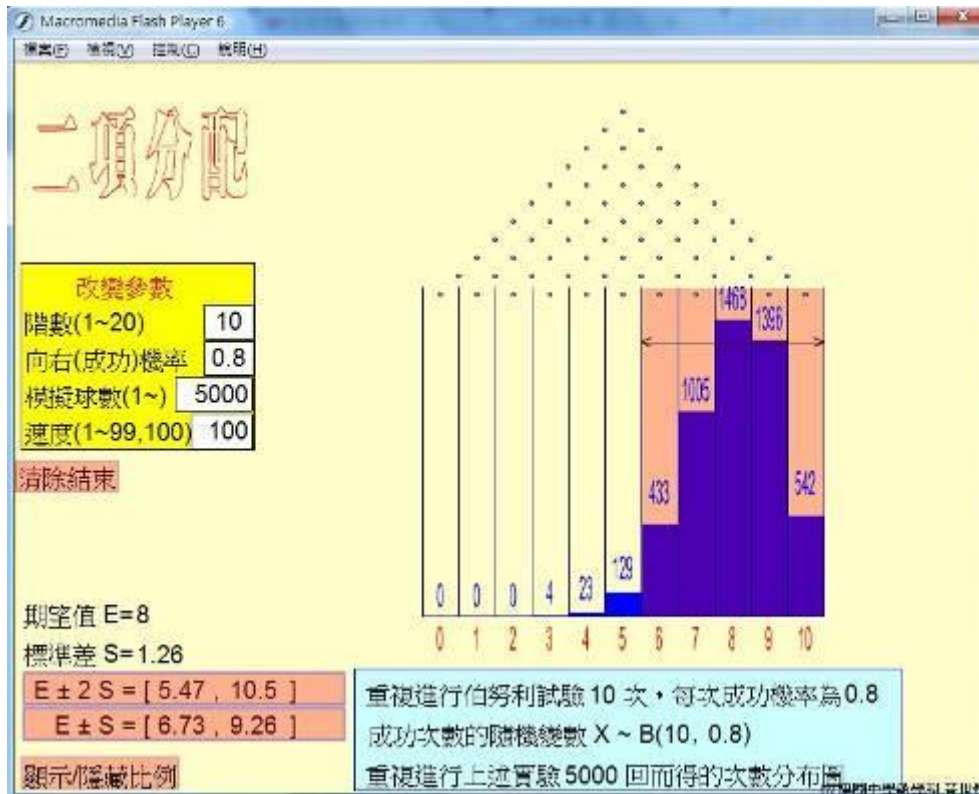 Macromedia Flash Player 6
檔案(F) 檢視(V) 控制(C) 說明(H)
二項分配
改變參數
階數(1~20) 10
向右(成功)機率 0.8
模擬球數(1~) 5000
速度(1~99,100) 100
清除結束
期望值 E=8
標準差 S=1.26
E ± 2 S = [ 5.47 , 10.5 ]
E ± S = [ 6.73 , 9.26 ]
顯示/隱藏比例
0 0 0 4 23 129 433 1005 1468 1396 542
0 1 2 3 4 5 6 7 8 9 10
重複進行伯努利試驗 10 次，每次成功機率為 0.8
成功次數的隨機變數 X ~ B(10, 0.8)
重複進行上述實驗 5000 回而得的次數分布圖